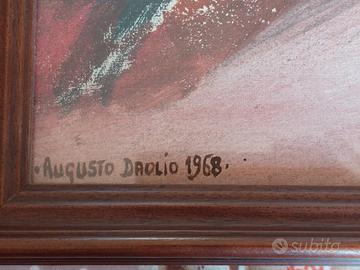 . AUGUSTO DAOLIO 1968.
subito